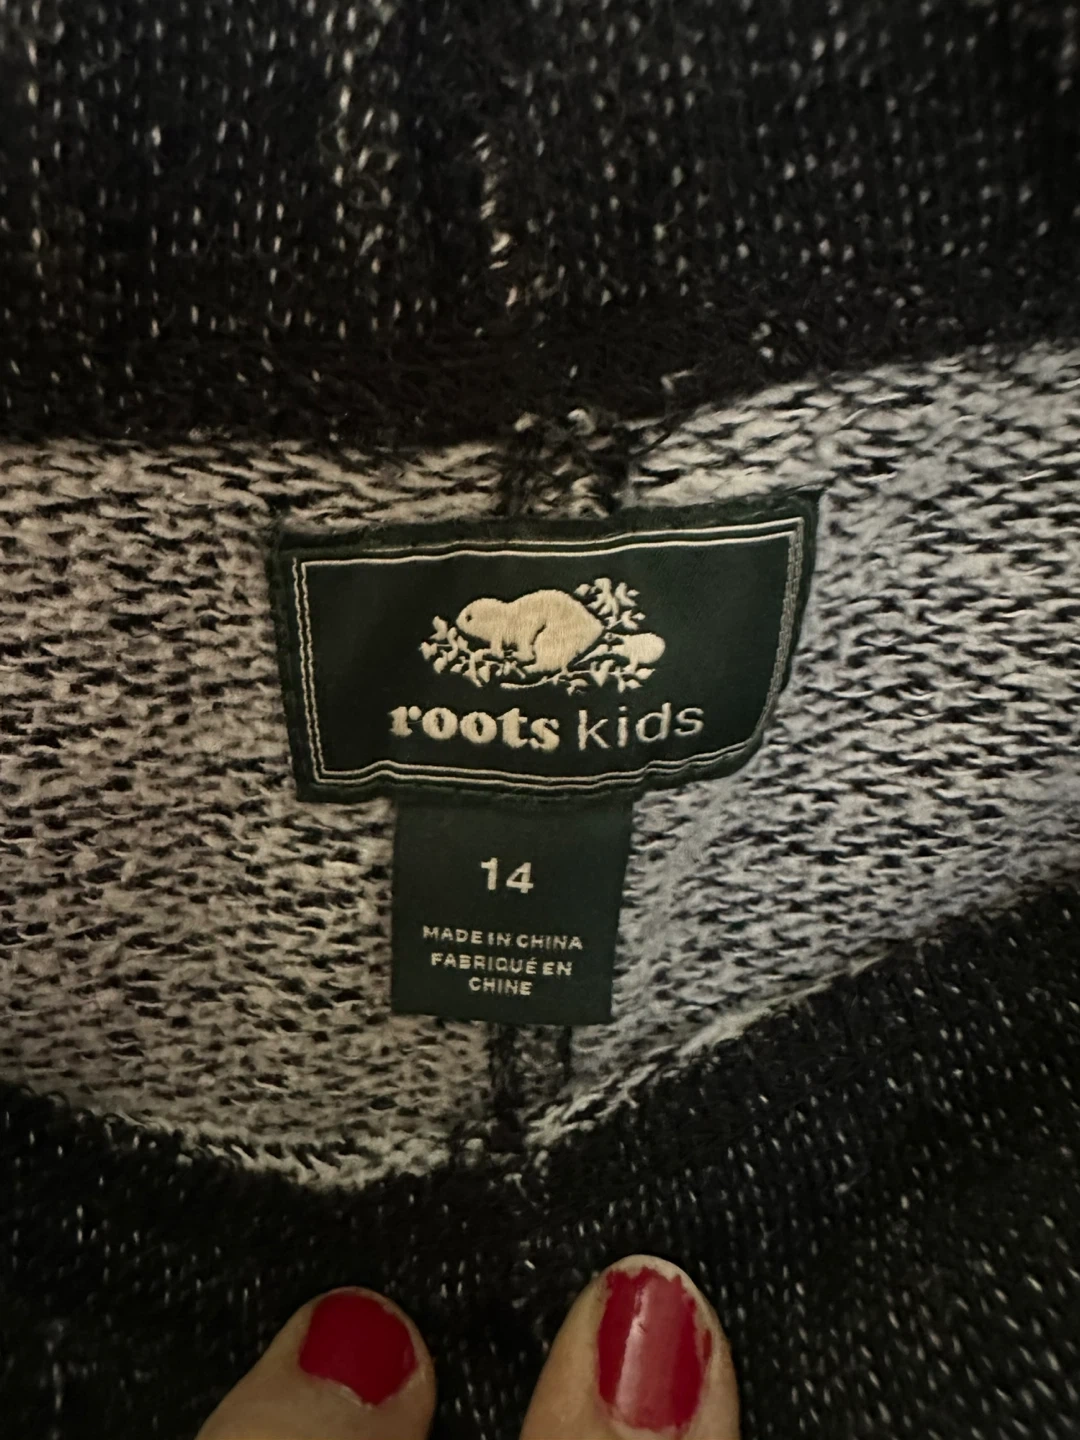 roots kids
14
MADE IN CHINA
FABRIQUÉ EN
CHINE